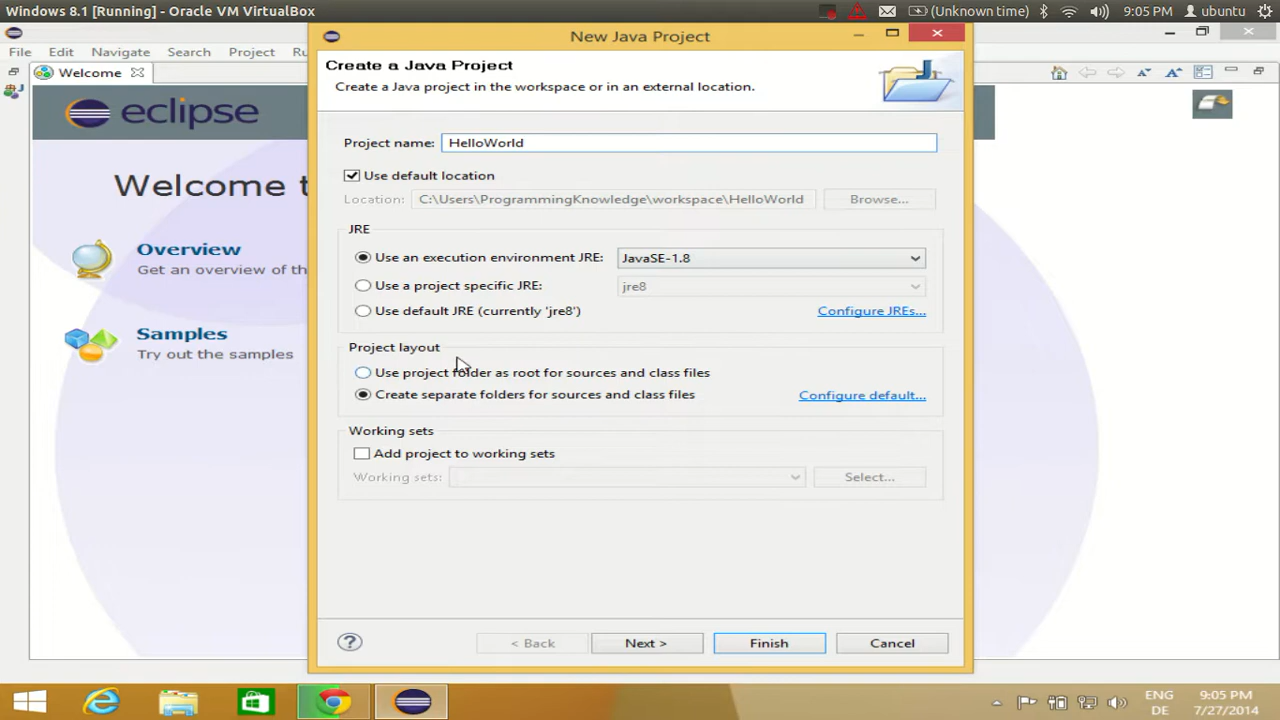 Windows 8.1 [Running] - Oracle VM VirtualBox (Unknown time) 9:05 PM ubuntu
New Java Project
File Edit Navigate Search Project Ru
Welcome
Create a Java Project
Create a Java project in the workspace or in an external location.
eclipse
Welcome t
Overview
Get an overview of th
Samples
Try out the samples
Project name: HelloWorld
Use default location
Location: C:\Users\ProgrammingKnowledge\workspace\HelloWorld Browse...
JRE
Use an execution environment JRE: JavaSE-1.8
Use a project specific JRE: jre8
Use default JRE (currently 'jre8') Configure JREs...
Project layout
Use project folder as root for sources and class files
Create separate folders for sources and class files Configure default...
Working sets
Add project to working sets
Working sets: Select...
? < Back Next > Finish Cancel
ENG 9:05 PM
DE 7/27/2014